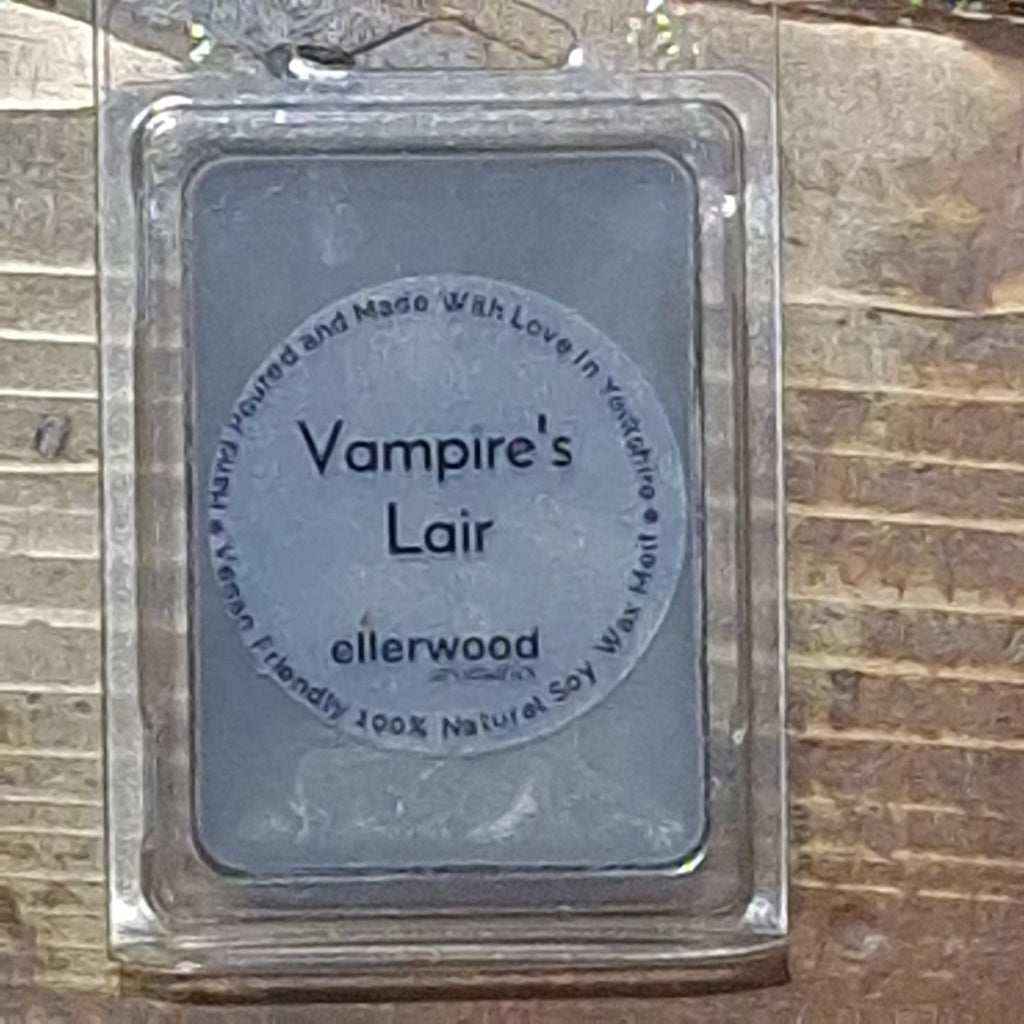 Hand Poured and Made With Love In Yorkshire •
Vampire's
Lair
ellerwood
Vegan Friendly 100% Natural Soy Wax Melt •